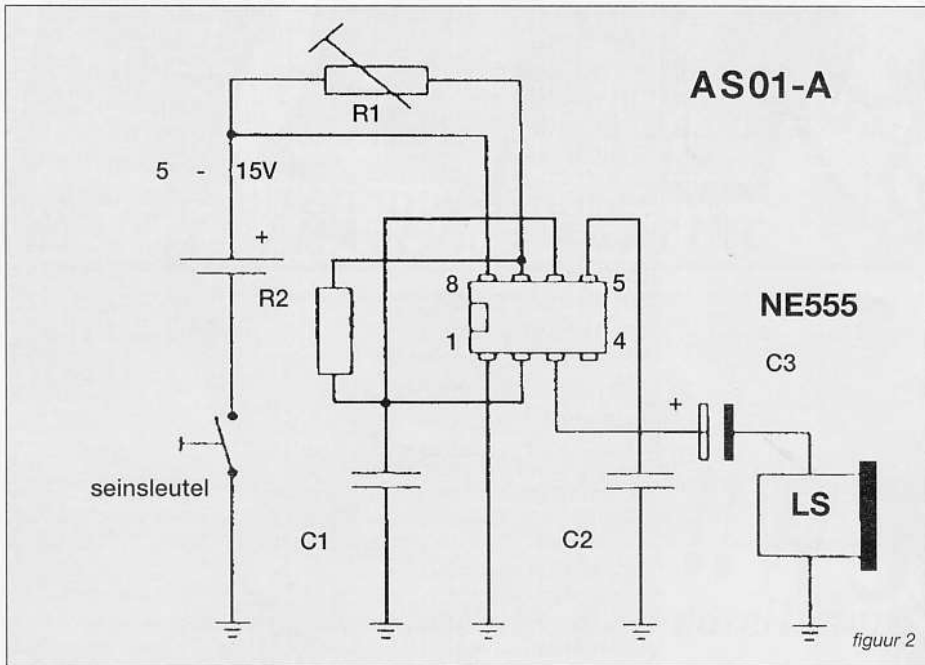 AS01-A
R1
5 - 15V
+
R2
8
5
NE555
1
4
C3
+
seinsleutel
LS
C1
C2
figuur 2